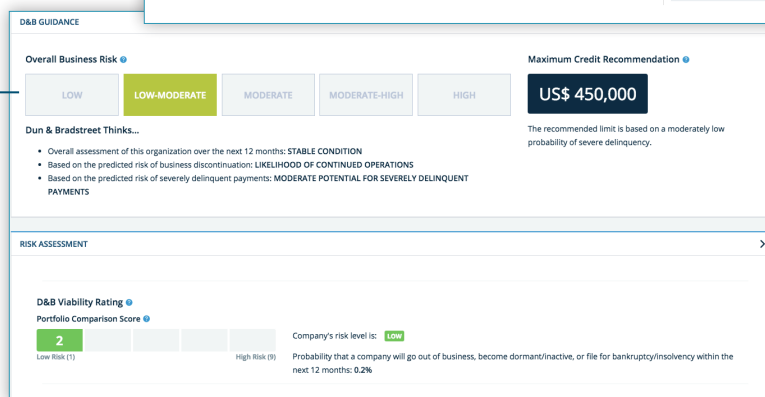 D&B GUIDANCE
Overall Business Risk ?
Maximum Credit Recommendation ?
LOW
LOW-MODERATE
MODERATE
MODERATE-HIGH
HIGH
US$ 450,000
Dun & Bradstreet Thinks...
The recommended limit is based on a moderately low
probability of severe delinquency.
• Overall assessment of this organization over the next 12 months: STABLE CONDITION
• Based on the predicted risk of business discontinuation: LIKELIHOOD OF CONTINUED OPERATIONS
• Based on the predicted risk of severely delinquent payments: MODERATE POTENTIAL FOR SEVERELY DELINQUENT
PAYMENTS
RISK ASSESSMENT
D&B Viability Rating ?
Portfolio Comparison Score ?
2
Low Risk (1)
High Risk (9)
Company's risk level is: LOW
Probability that a company will go out of business, become dormant/inactive, or file for bankruptcy/insolvency within the
next 12 months: 0.2%